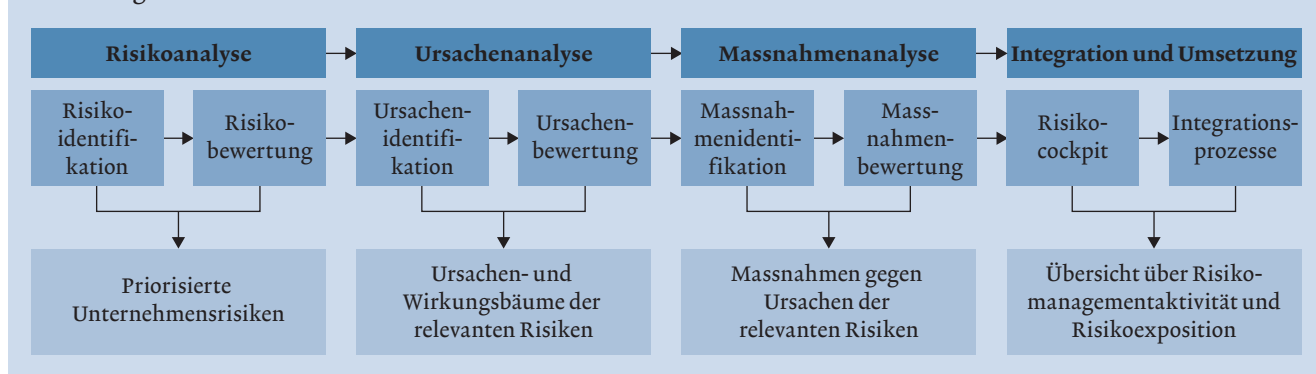 Risikoanalyse
Ursachenanalyse
Massnahmenanalyse
Integration und Umsetzung
Risiko-
identifi-
kation
Risiko-
bewertung
Ursachen-
identifi-
kation
Ursachen-
bewertung
Massnah-
menidenti-
fikation
Mass-
nahmen-
bewertung
Risiko-
cockpit
Integrations-
prozesse
Priorisierte
Unternehmensrisiken
Ursachen- und
Wirkungsbäume der
relevanten Risiken
Massnahmen gegen
Ursachen der
relevanten Risiken
Übersicht über Risiko-
managementaktivität und
Risikoexposition